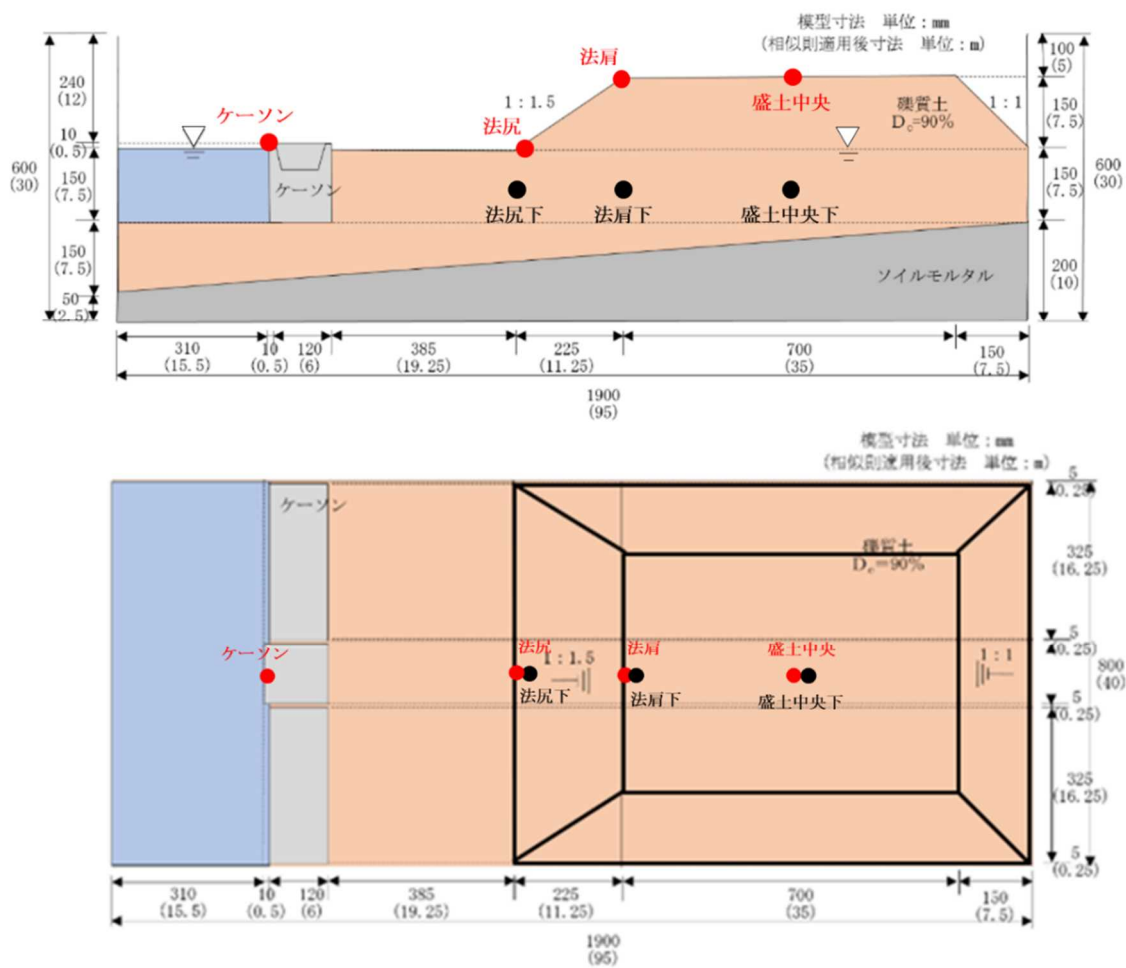 模型寸法 単位:mm
(相似則適用後寸法 単位:m)
240
(12)
10
(0.5)
600
(30)
150
(7.5)
150
(7.5)
50
(2.5)
ケーソン
ケーソン
法肩
1:1.5
法尻
盛土中央
礫質土
Dc=90%
1:1
法尻下
法肩下
盛土中央下
ソイルモルタル
100
(5)
150
(7.5)
150
(7.5)
600
(30)
200
(10)
310
(15.5)
10
(0.5)
120
(6)
385
(19.25)
225
(11.25)
700
(35)
150
(7.5)
1900
(95)
模型寸法 単位:mm
(相似則適用後寸法 単位:m)
ケーソン
礫質土
Dc=90%
ケーソン
法尻
1:1.5
法尻下
法肩
法肩下
盛土中央
盛土中央下
1:1
5
(0.25)
325
(16.25)
5
(0.25)
800
(40)
5
(0.25)
325
(16.25)
5
(0.25)
310
(15.5)
10
(0.5)
120
(6)
385
(19.25)
225
(11.25)
700
(35)
150
(7.5)
1900
(95)